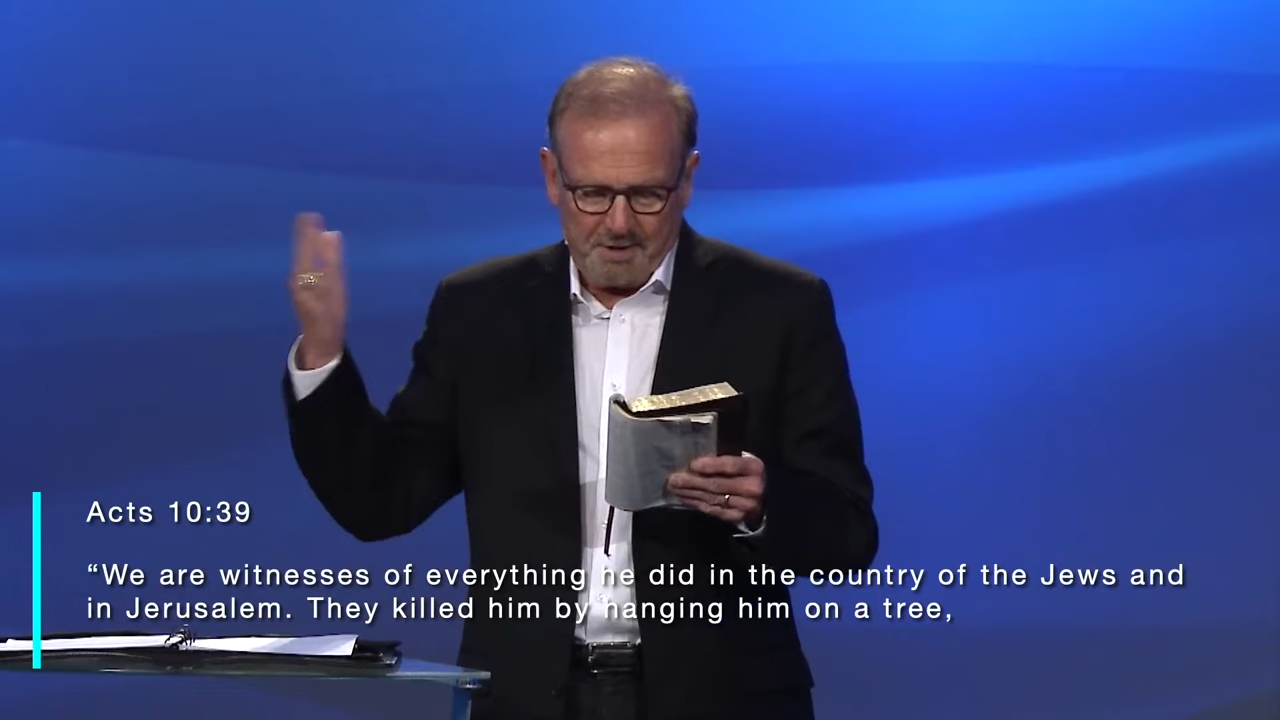 Acts 10:39
“We are witnesses of everything he did in the country of the Jews and
in Jerusalem. They killed him by hanging him on a tree,